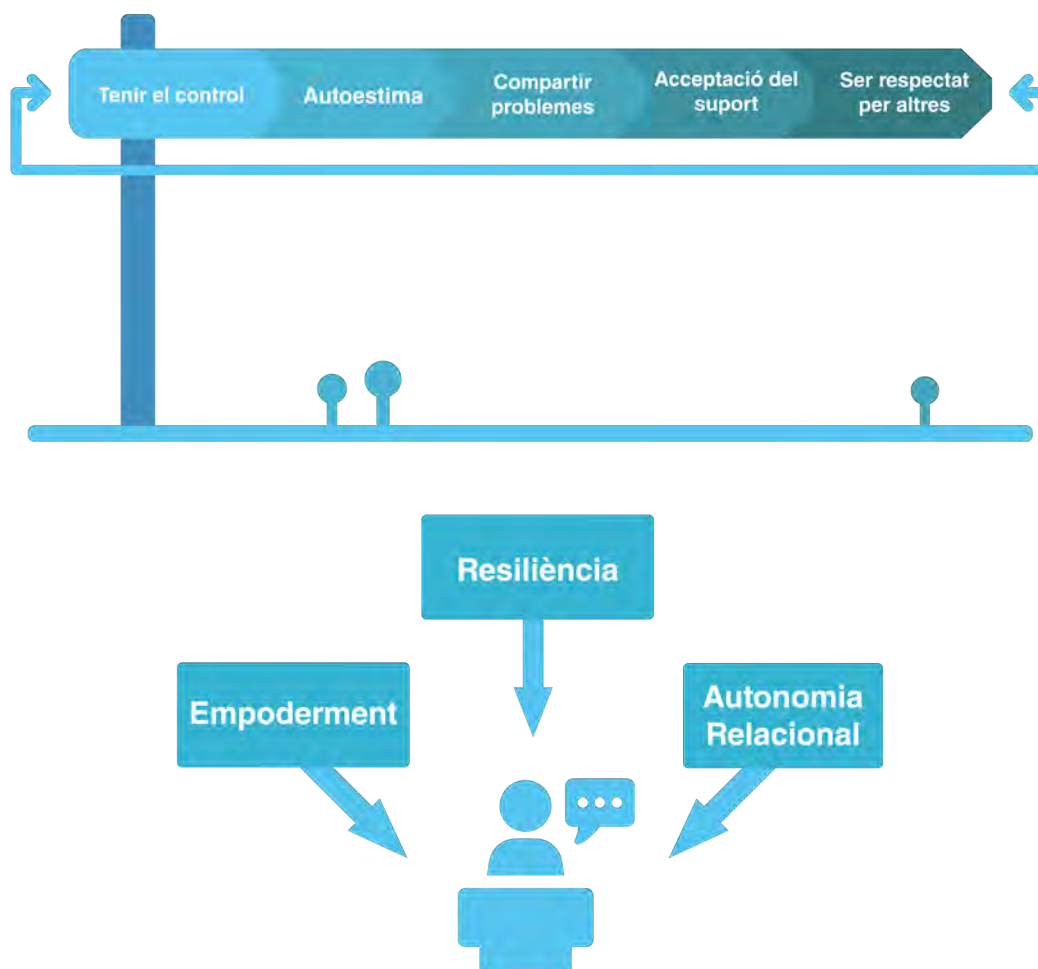 Tenir el control
Autoestima
Compartir
problemes
Acceptació del
suport
Ser respectat
per altres
Resiliència
Empoderment
Autonomia
Relacional